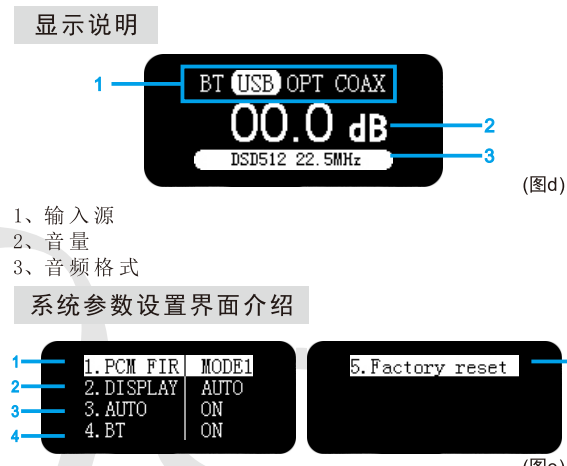 显示说明
1
BT USB OPT COAX
00.0 dB
2
DSD512 22.5MHz
3
(图d)
1、输入源
2、音量
3、音频格式
系统参数设置界面介绍
1
1.PCM FIR MODE1
2
2.DISPLAY AUTO
3
3.AUTO ON
4
4.BT ON
5.Factory reset